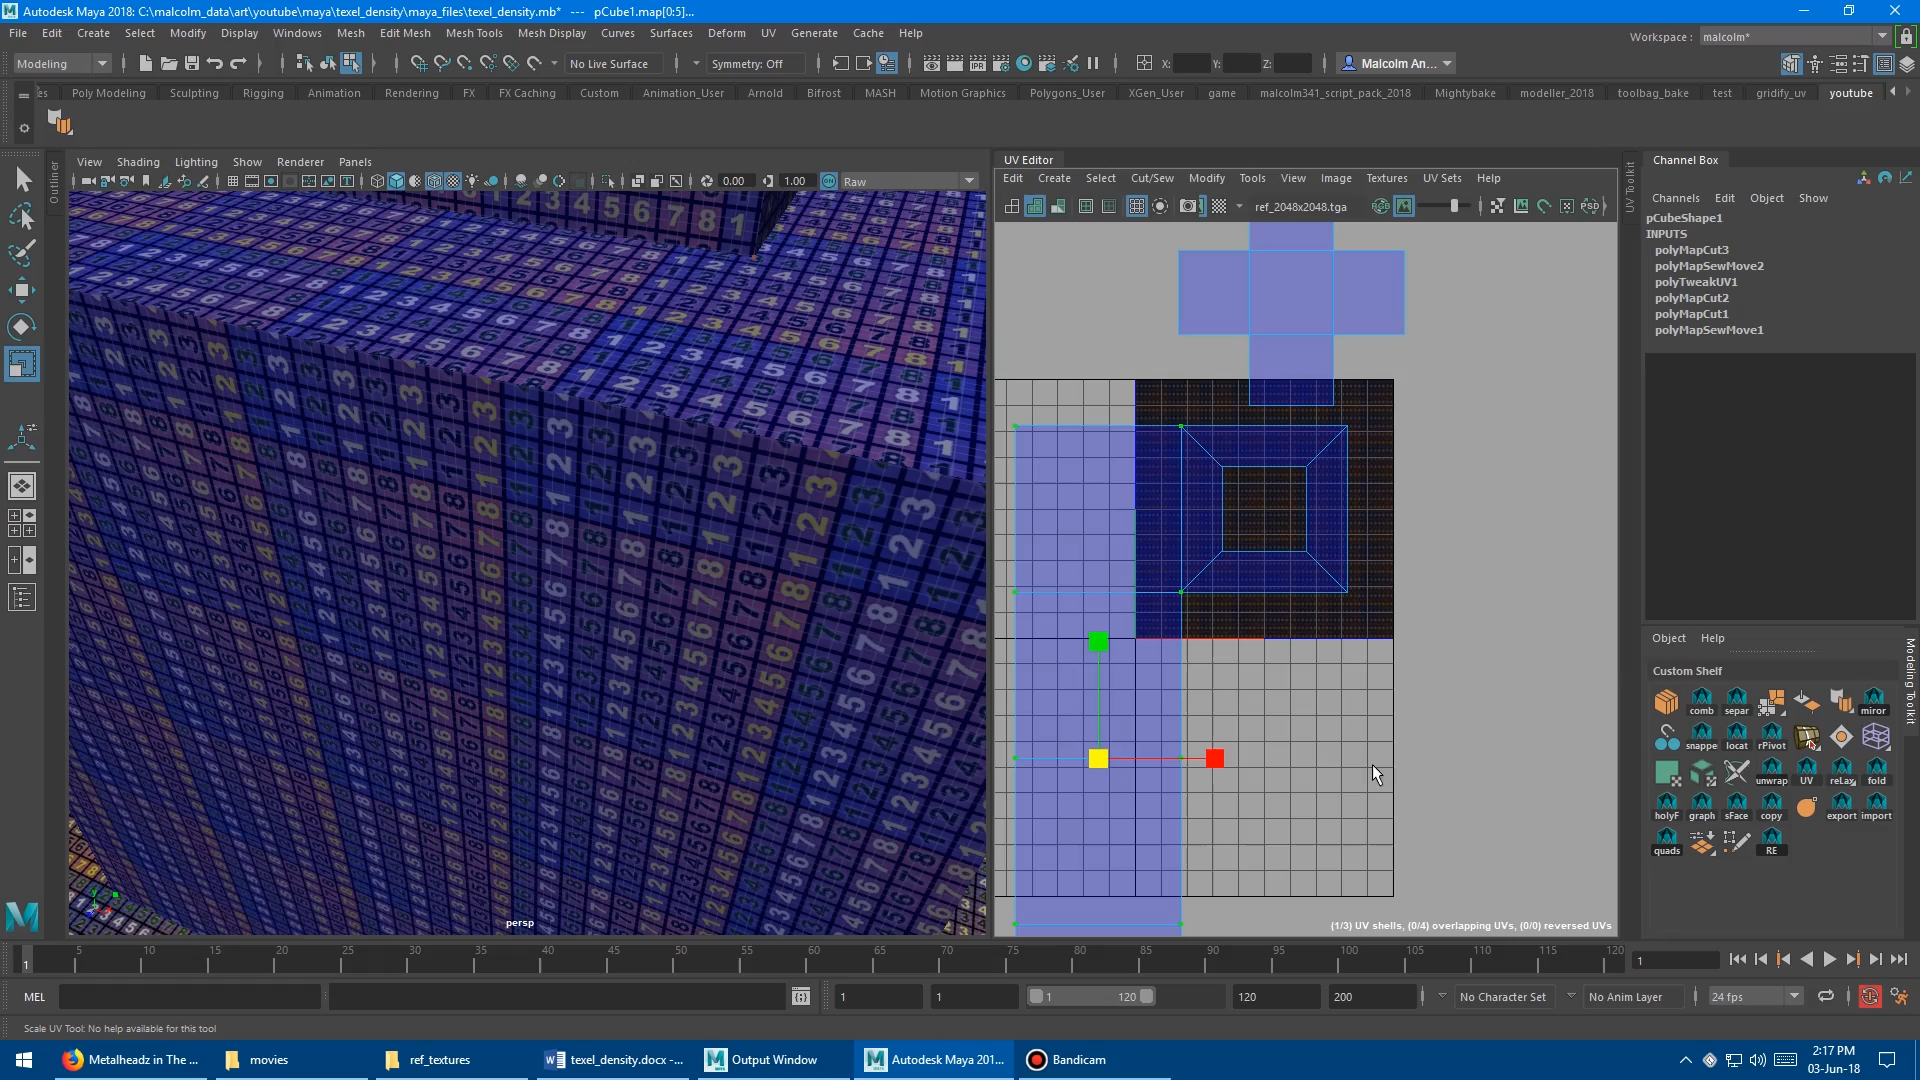 Autodesk Maya 2018: C:\malcolm_data\art\youtube\maya\texel_density\maya_files\texel_density.mb* --- pCube1.map[0:5]...
File Edit Create Select Modify Display Windows Mesh Edit Mesh Mesh Tools Mesh Display Curves Surfaces Deform UV Generate Cache Help
Workspace : malcolm*
Modeling No Live Surface Symmetry: Off X: Y: Z: Malcolm An...
es Poly Modeling Sculpting Rigging Animation Rendering FX FX Caching Custom Animation_User Arnold Bifrost MASH Motion Graphics Polygons_User XGen_User game malcolm341_script_pack_2018 Mightybake modeller_2018 toolbag_bake test gridify_uv youtube
Outliner
View Shading Lighting Show Renderer Panels
0.00 1.00 Raw
persp
UV Editor
Edit Create Select Cut/Sew Modify Tools View Image Textures UV Sets Help
ref_2048x2048.tga
(1/3) UV shells, (0/4) overlapping UVs, (0/0) reversed UVs
UV Toolkit
Channel Box
Channels Edit Object Show
pCubeShape1
INPUTS
polyMapCut3
polyMapSewMove2
polyTweakUV1
polyMapCut2
polyMapCut1
polyMapSewMove1
Object Help
Custom Shelf
comb separ miror
snappe locat rPivot
unwrap UV reLax fold
holyF graph sFace copy export import
quads RE
Modeling Toolkit
1 5 10 15 20 25 30 35 40 45 50 55 60 65 70 75 80 85 90 95 100 105 110 115 120 1
MEL 1 1 1 120 120 200 No Character Set No Anim Layer 24 fps
Scale UV Tool: No help available for this tool
Metalheadz in The ... movies ref_textures texel_density.docx -... Output Window Autodesk Maya 201... Bandicam
2:17 PM
03-Jun-18